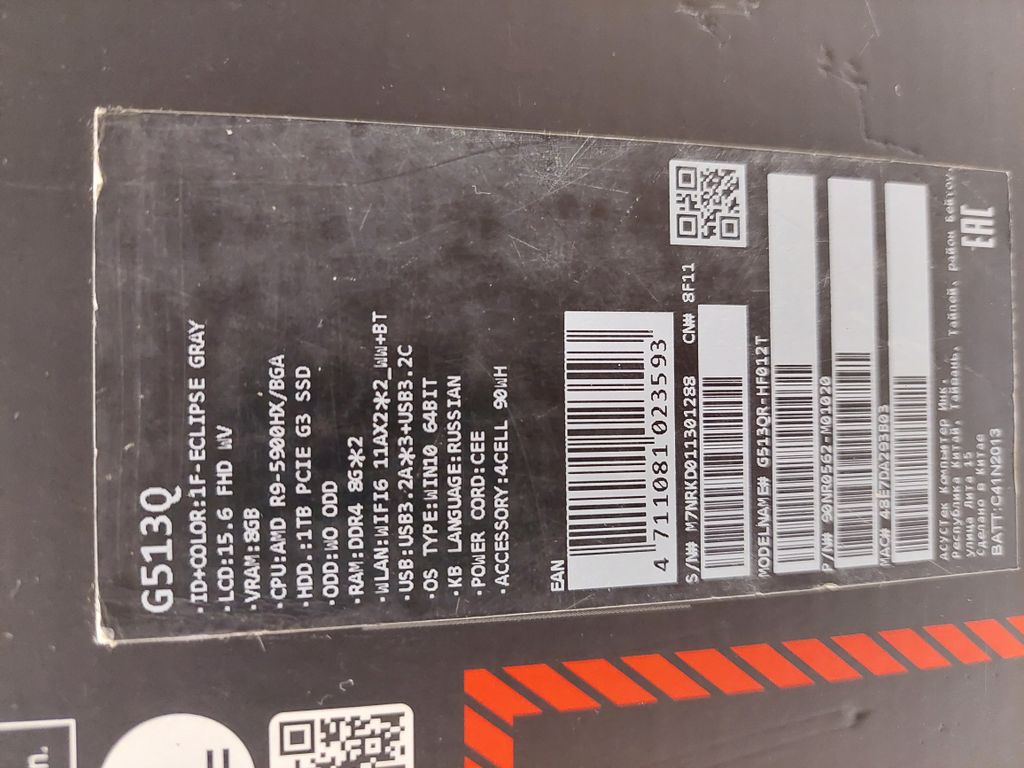 G513Q
·ID+COLOR:1F-ECLIPSE GRAY
·LCD:15.6 FHD WV
·VRAM:8GB
·CPU:AMD R9-5900HX/BGA
·HDD.:1TB PCIE G3 SSD
·ODD:WO ODD
·RAM:DDR4 8G*2
·WLAN:WIFI6 11AX2*2_WW+BT
·USB:USB3.2A*3+USB3.2C
·OS TYPE:WIN10 64BIT
·KB LANGUAGE:RUSSIAN
·POWER CORD:CEE
·ACCESSORY:4CELL 90WH
EAN
4 711081 023593
S/N# M7NRKD011301288 CN# 8F11
MODELNAME# G513QR-HF012T
P/N# 90NR0562-M01020
MAC# 48E7DA293B03
Асустек Компьютер Инк.
Республика Китай, Тайвань, Тайпей, район Бейтоу,
улица Литэ 15
Сделано в Китае
BATT:C41N2013
EAC
n.